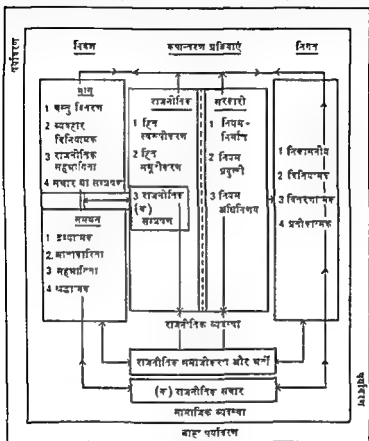 पर्यावरण
निवेश
रूपान्तरण प्रक्रियाएँ
निर्गत
माँग
1 वस्तु वितरण
2 व्यवहार
विनियामक
3 राजनीतिक
सहभागिता
4 संचार या सम्प्रेषण
समर्थन
1 द्रव्यात्मक
2. आज्ञाकारिता
3 सहभागिता
4 श्रद्धात्मक
राजनीतिक
1 हित
स्वरूपीकरण
2 हित
समूहीकरण
3 राजनीतिक
(क)
सम्प्रेषण
सरकारी
1 नियम-
निर्माण
2 नियम
प्रयुक्ति
3 नियम
अधिनिर्णय
1 निकासनीय
2 विनियामक
3 वितरणात्मक
4 प्रतीकात्मक
राजनीतिक व्यवस्था
राजनीतिक समाजीकरण और भर्ती
(क) राजनीतिक संचार
सामाजिक व्यवस्था
बाह्य पर्यावरण
पर्यावरण